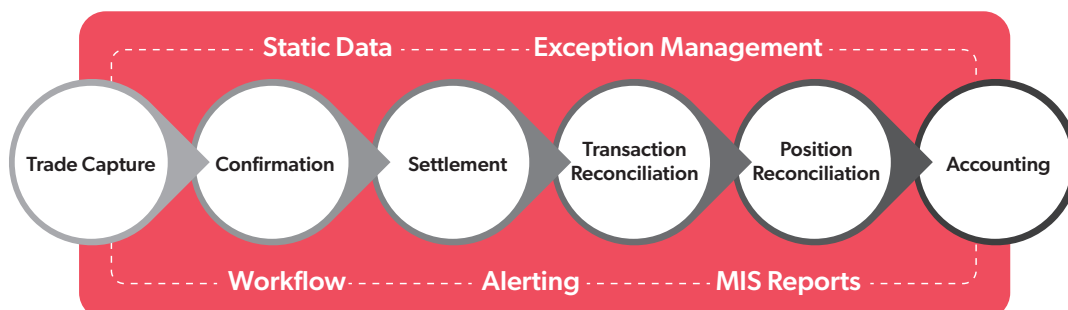 Static Data
Exception Management
Trade Capture
Confirmation
Settlement
Transaction
Reconciliation
Position
Reconciliation
Accounting
Workflow
Alerting
MIS Reports